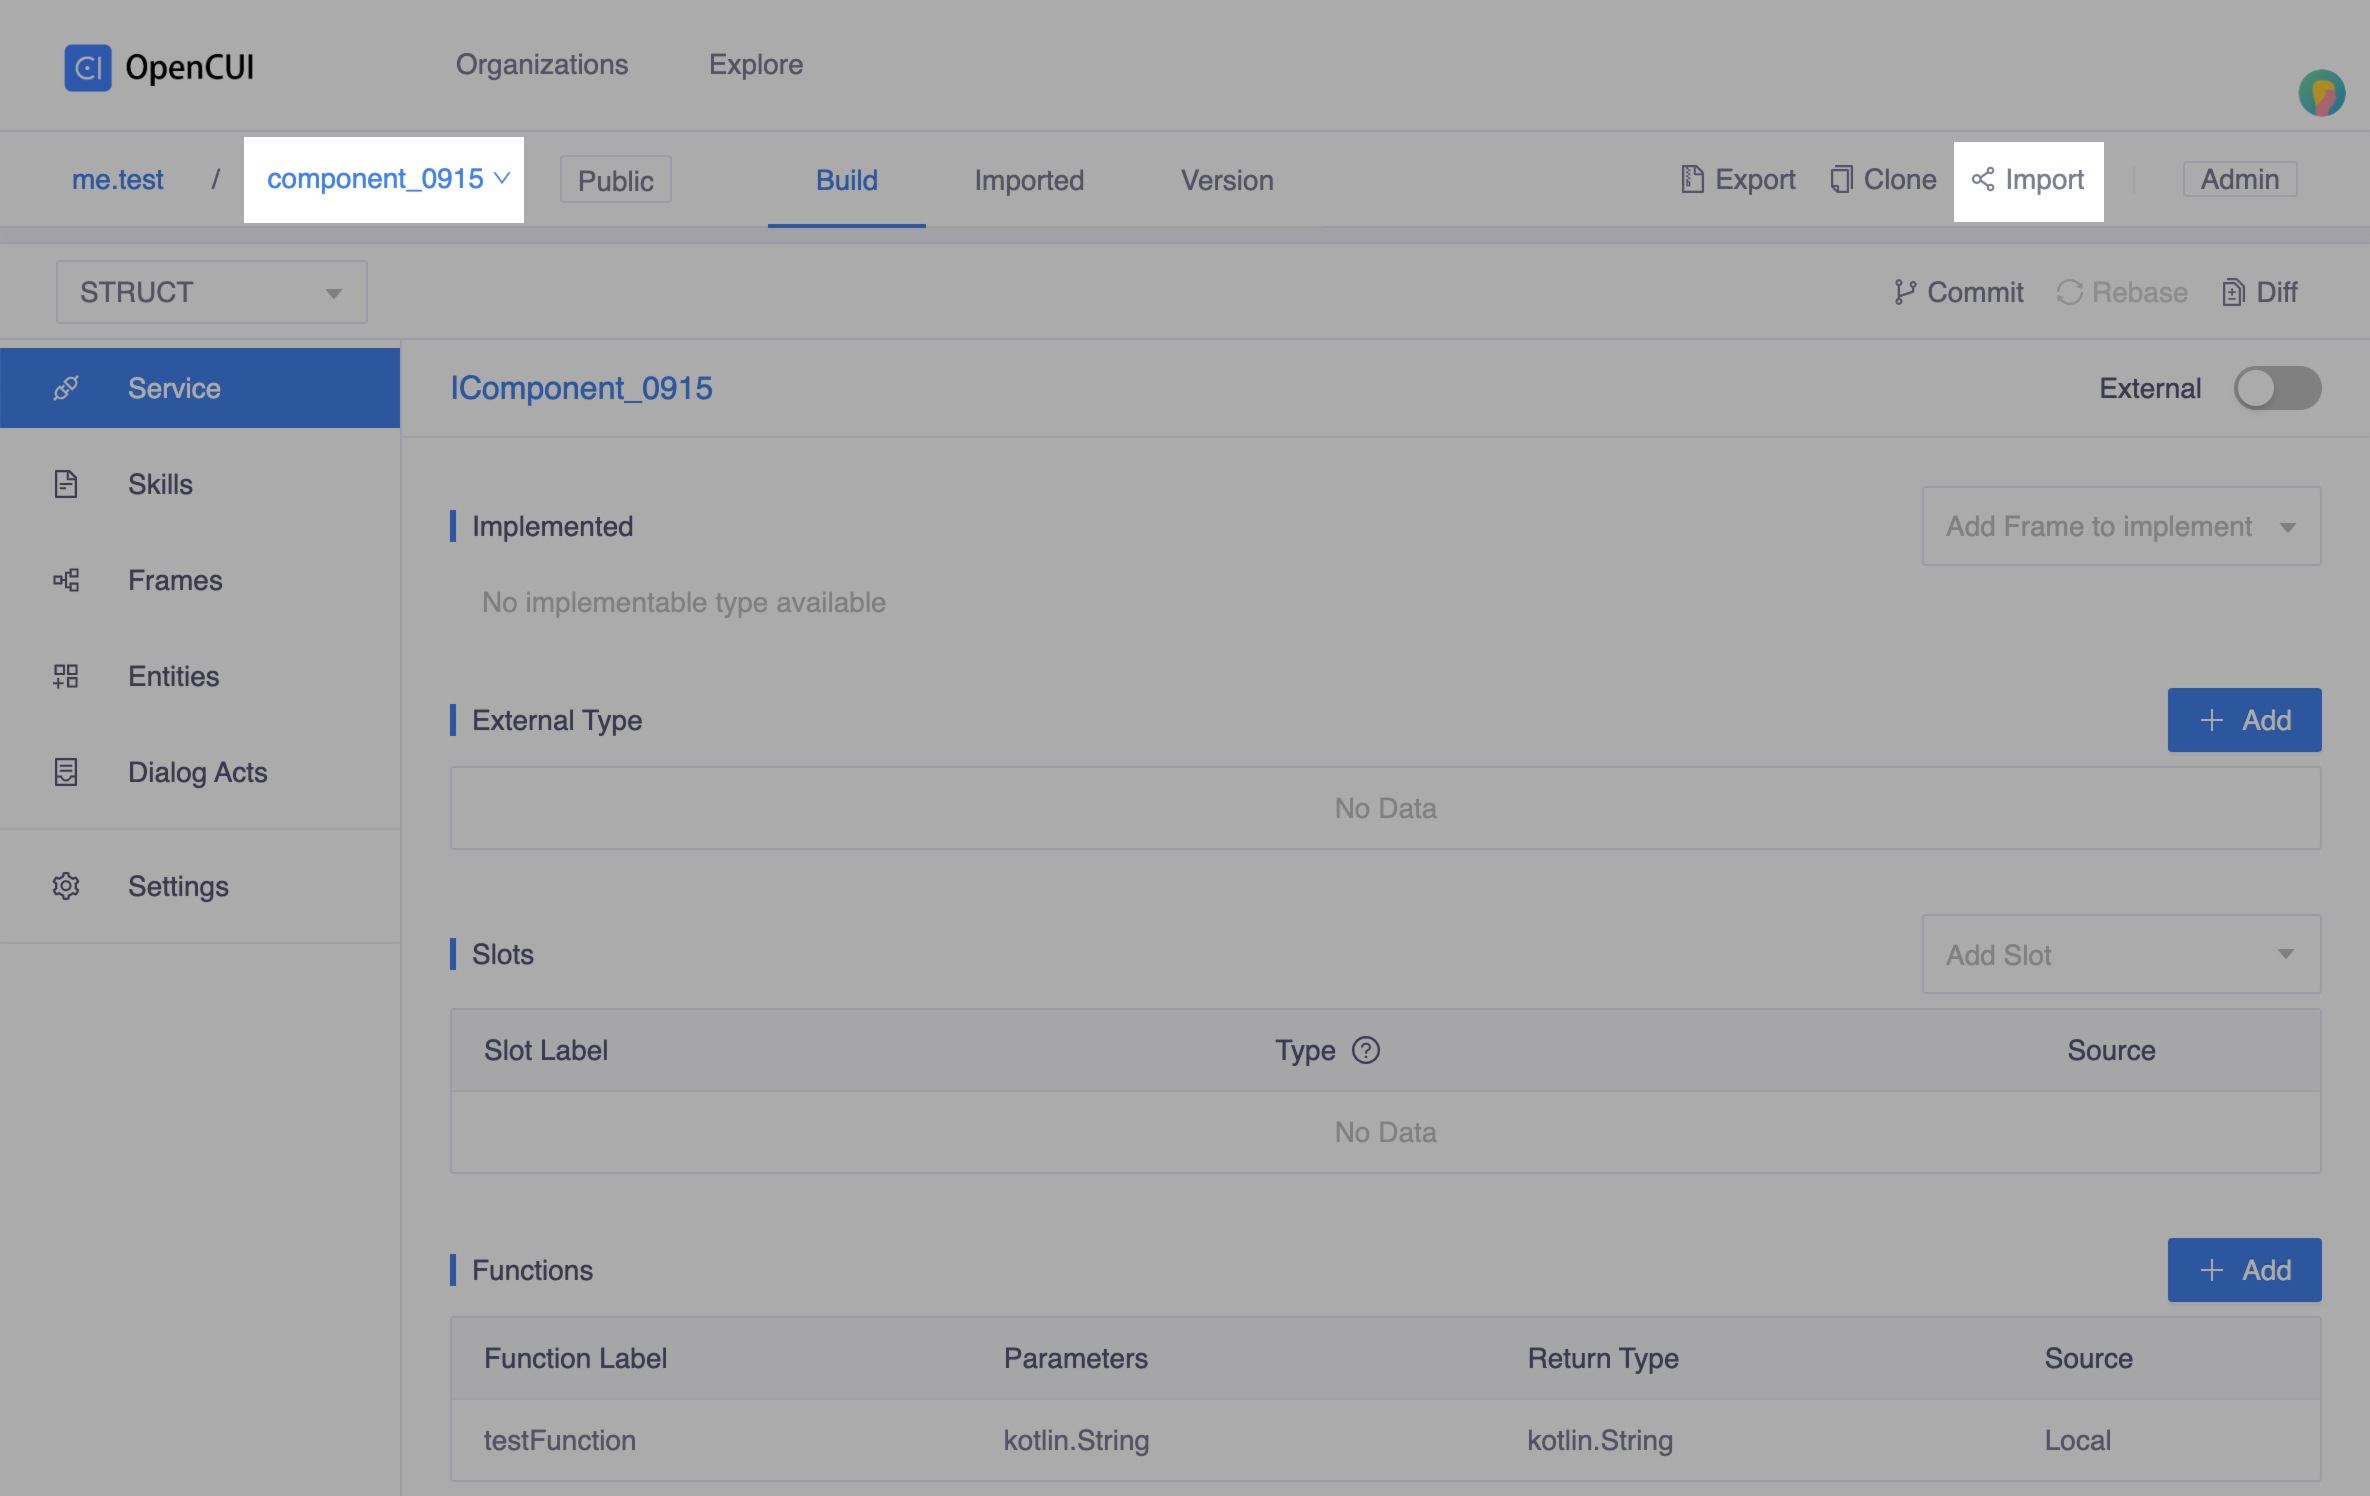 CI OpenCUI
Organizations
Explore
me.test / component_0915
Public
Build
Imported
Version
Export
Clone
Import
Admin
STRUCT
Commit
Rebase
Diff
Service
Skills
Frames
Entities
Dialog Acts
Settings
IComponent_0915
External
Implemented
Add Frame to implement
No implementable type available
External Type
+ Add
No Data
Slots
Add Slot
Slot Label Type ? Source
No Data
Functions
+ Add
Function Label Parameters Return Type Source
testFunction kotlin.String kotlin.String Local